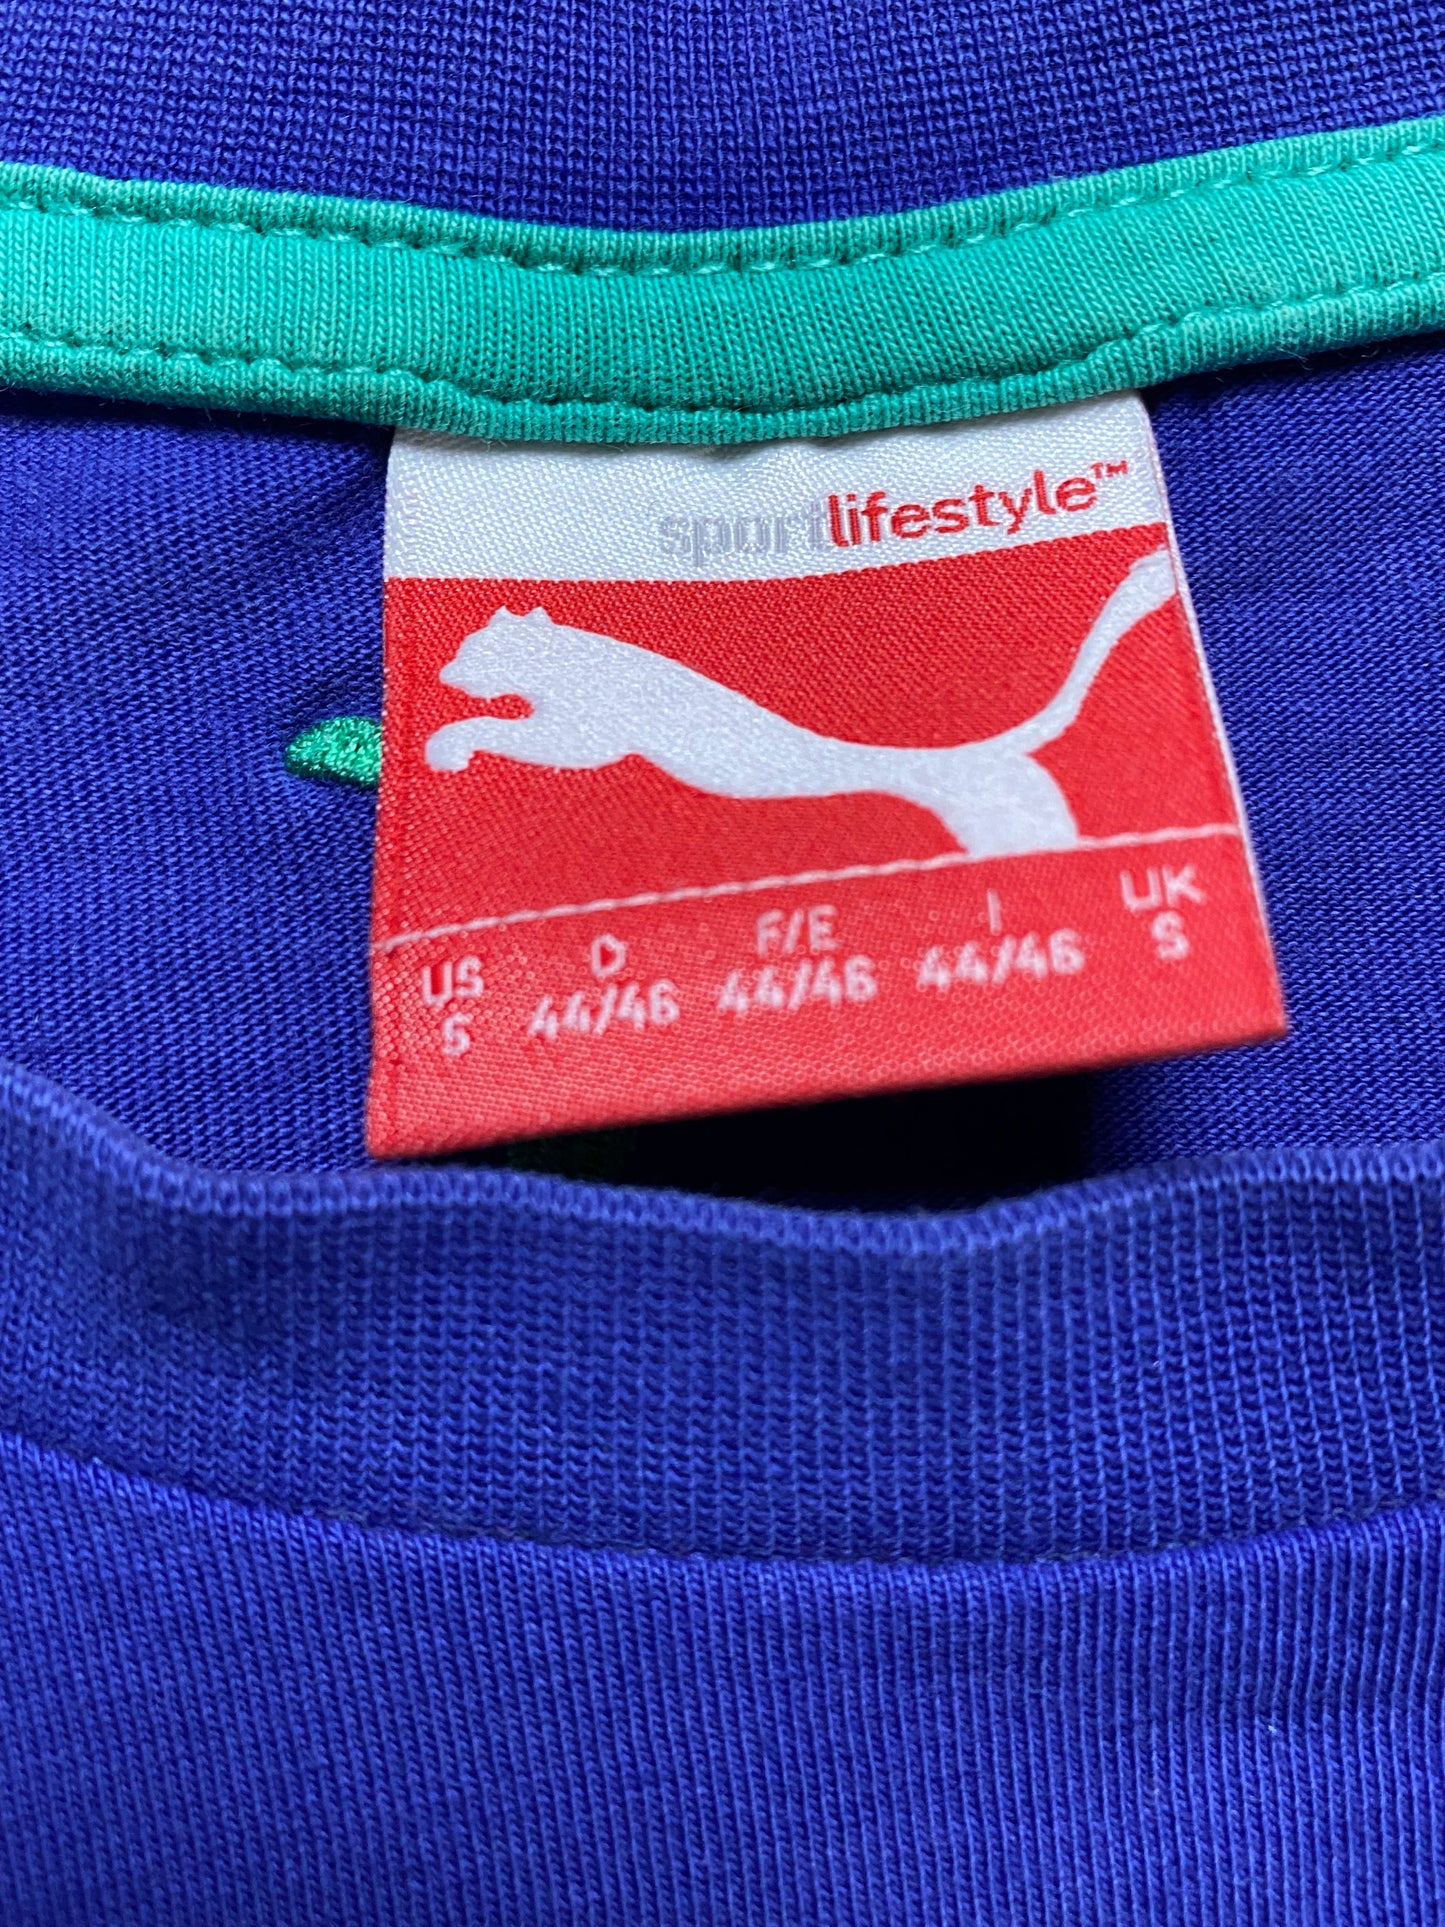 sportlifestyle™
US D F/E I UK
S 44/46 44/46 44/46 S